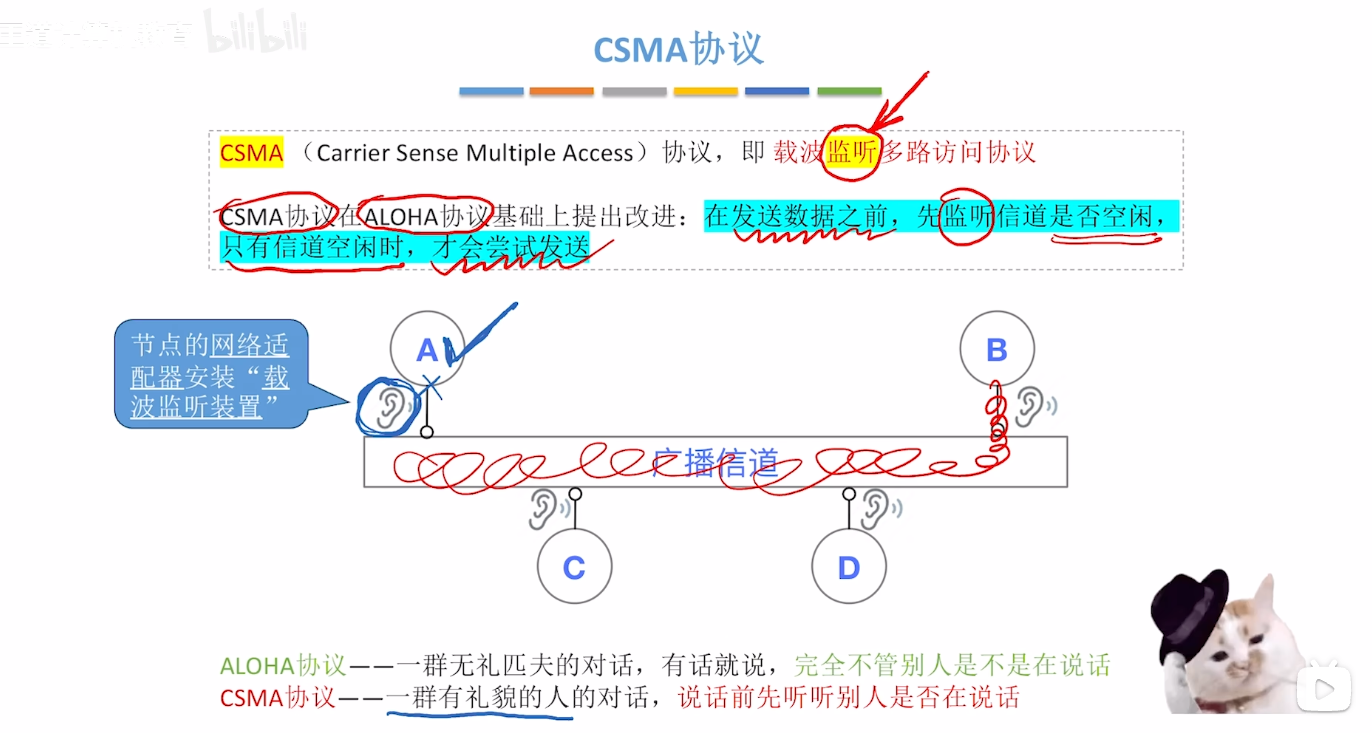 bilibili
CSMA协议
CSMA （Carrier Sense Multiple Access）协议，即 载波监听多路访问协议
CSMA协议在ALOHA协议基础上提出改进：在发送数据之前，先监听信道是否空闲，
只有信道空闲时，才会尝试发送
节点的网络适
配器安装“载
波监听装置”
A
B
广播信道
C
D
ALOHA协议——一群无礼匹夫的对话，有话就说，完全不管别人是不是在说话
CSMA协议——一群有礼貌的人的对话，说话前先听听别人是否在说话